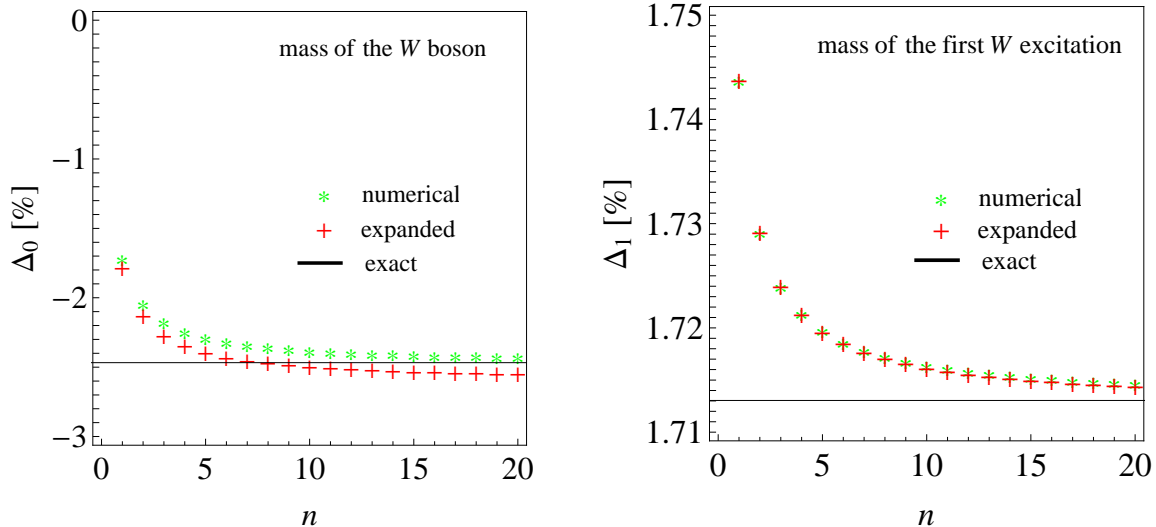 mass of the W boson
0
−1
−2
−3
Δ0 [%]
numerical
expanded
exact
0 5 10 15 20
n
mass of the first W excitation
1.75
1.74
1.73
1.72
1.71
Δ1 [%]
numerical
expanded
exact
0 5 10 15 20
n